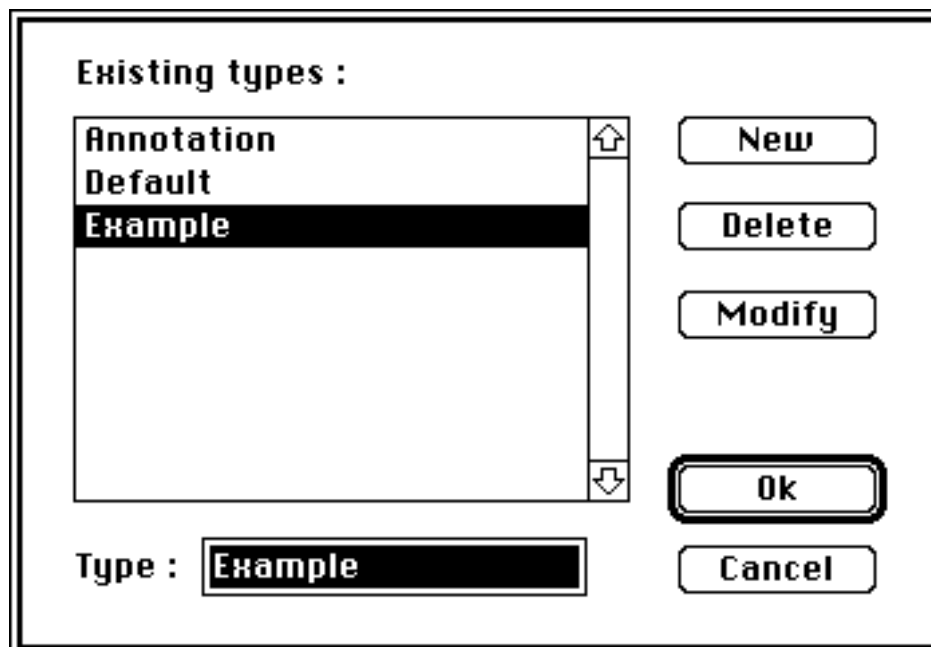 Existing types :
Annotation
Default
Example
New
Delete
Modify
Type : Example
Ok
Cancel